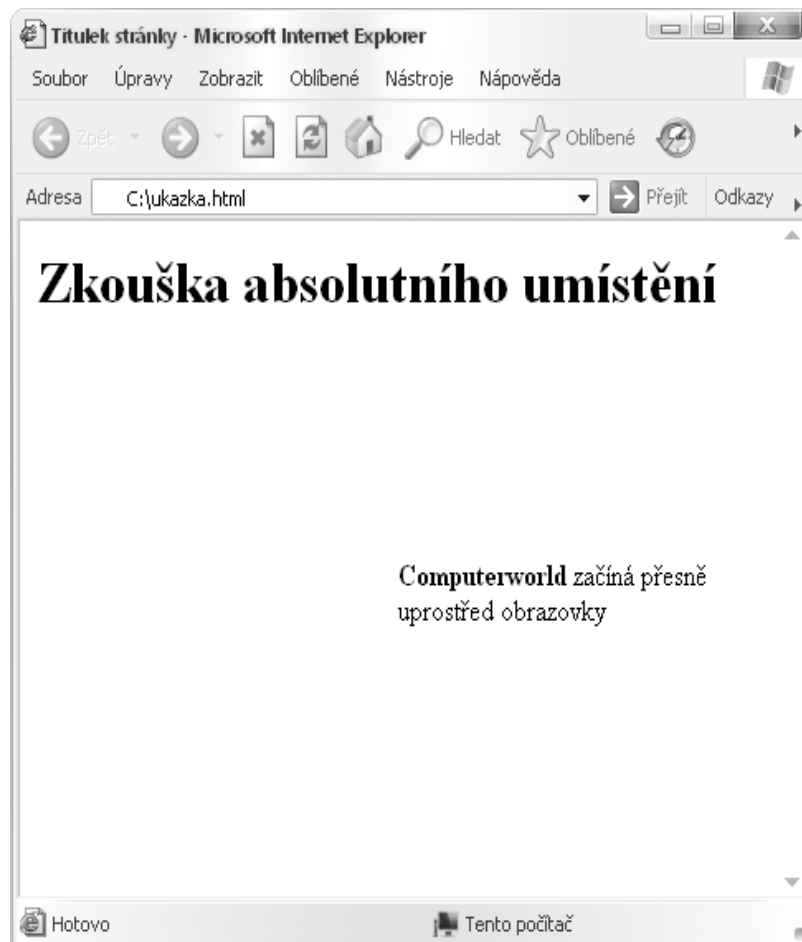 Titulek stránky - Microsoft Internet Explorer
Soubor Úpravy Zobrazit Oblíbené Nástroje Nápověda
Zpět Hledat Oblíbené
Adresa C:\ukazka.html Přejít Odkazy
Zkouška absolutního umístění
Computerworld začíná přesně
uprostřed obrazovky
Hotovo Tento počítač